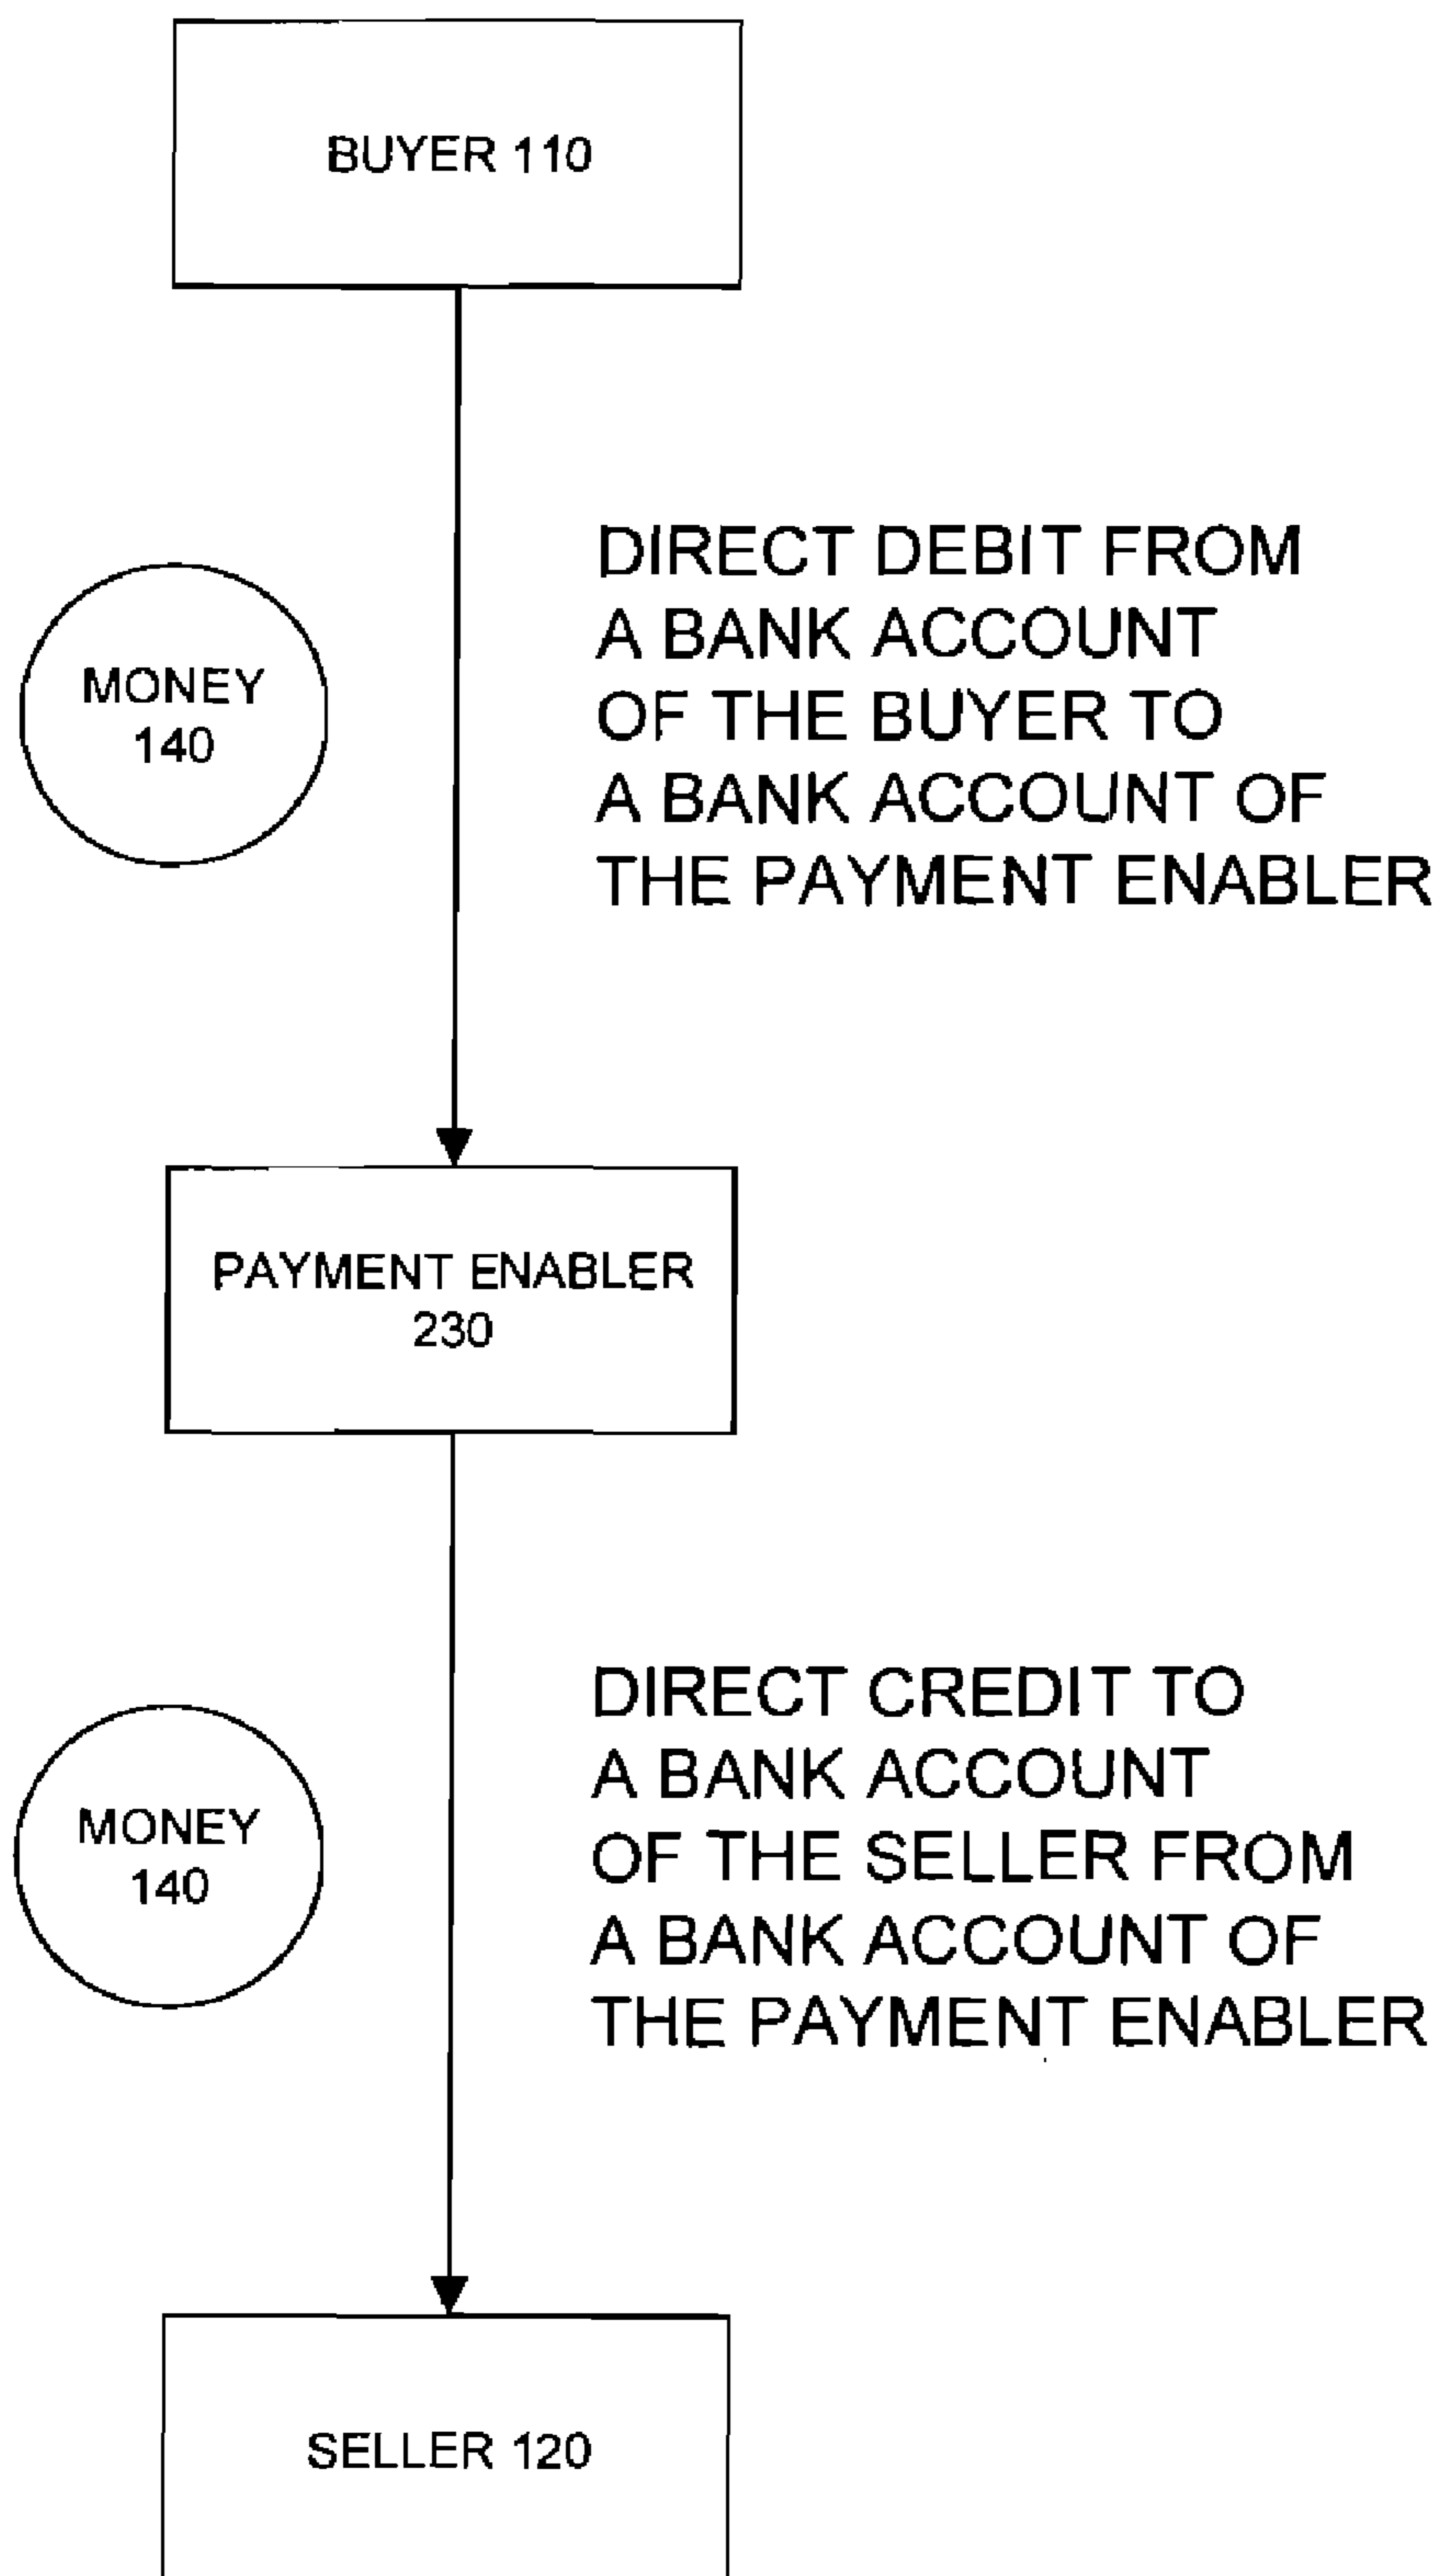 BUYER 110
MONEY
140
DIRECT DEBIT FROM
A BANK ACCOUNT
OF THE BUYER TO
A BANK ACCOUNT OF
THE PAYMENT ENABLER
PAYMENT ENABLER
230
MONEY
140
DIRECT CREDIT TO
A BANK ACCOUNT
OF THE SELLER FROM
A BANK ACCOUNT OF
THE PAYMENT ENABLER
SELLER 120